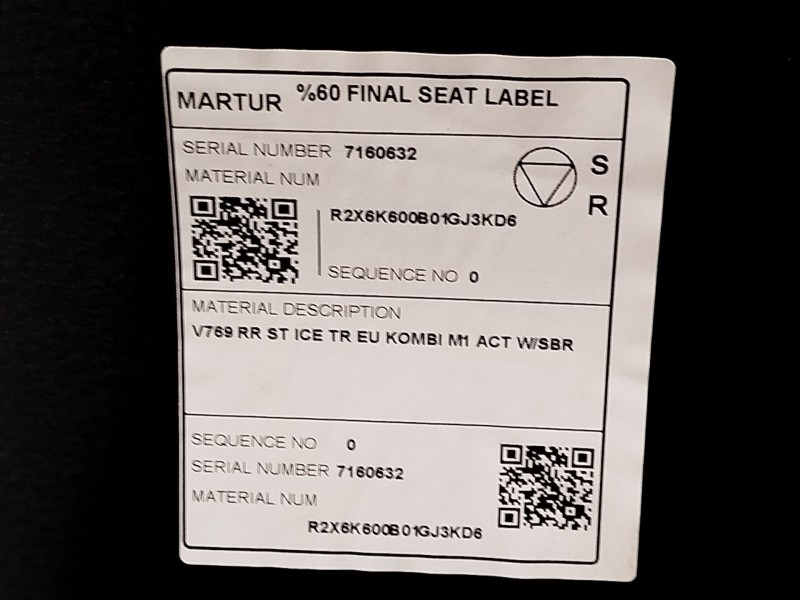 MARTUR %60 FINAL SEAT LABEL
SERIAL NUMBER 7160632
MATERIAL NUM
S
R
R2X6K600B01GJ3KD6
SEQUENCE NO 0
MATERIAL DESCRIPTION
V769 RR ST ICE TR EU KOMBI M1 ACT W/SBR
SEQUENCE NO 0
SERIAL NUMBER 7160632
MATERIAL NUM
R2X6K600B01GJ3KD6